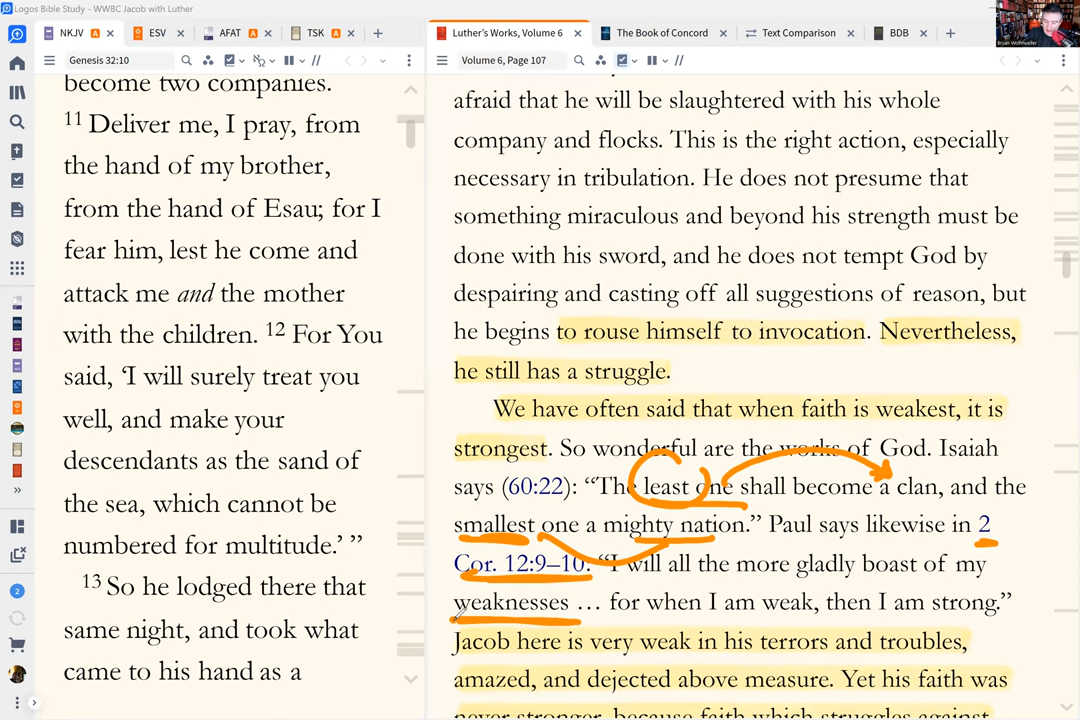 Logos Bible Study - WWBC Jacob with Luther
NKJV A ESV AFAT A TSK A
Genesis 32:10
become two companies.
11 Deliver me, I pray, from
the hand of my brother,
from the hand of Esau; for I
fear him, lest he come and
attack me and the mother
with the children. 12 For You
said, ‘I will surely treat you
well, and make your
descendants as the sand of
the sea, which cannot be
numbered for multitude.’ ”
13 So he lodged there that
same night, and took what
came to his hand as a
2
Luther’s Works, Volume 6 The Book of Concord Text Comparison BDB
Volume 6, Page 107
afraid that he will be slaughtered with his whole
company and flocks. This is the right action, especially
necessary in tribulation. He does not presume that
something miraculous and beyond his strength must be
done with his sword, and he does not tempt God by
despairing and casting off all suggestions of reason, but
he begins to rouse himself to invocation. Nevertheless,
he still has a struggle.
We have often said that when faith is weakest, it is
strongest. So wonderful are the works of God. Isaiah
says (60:22): “The least one shall become a clan, and the
smallest one a mighty nation.” Paul says likewise in 2
Cor. 12:9–10: “I will all the more gladly boast of my
weaknesses … for when I am weak, then I am strong.”
Jacob here is very weak in his terrors and troubles,
amazed, and dejected above measure. Yet his faith was
never stronger, because faith which struggles against
Bryan Wolfmueller